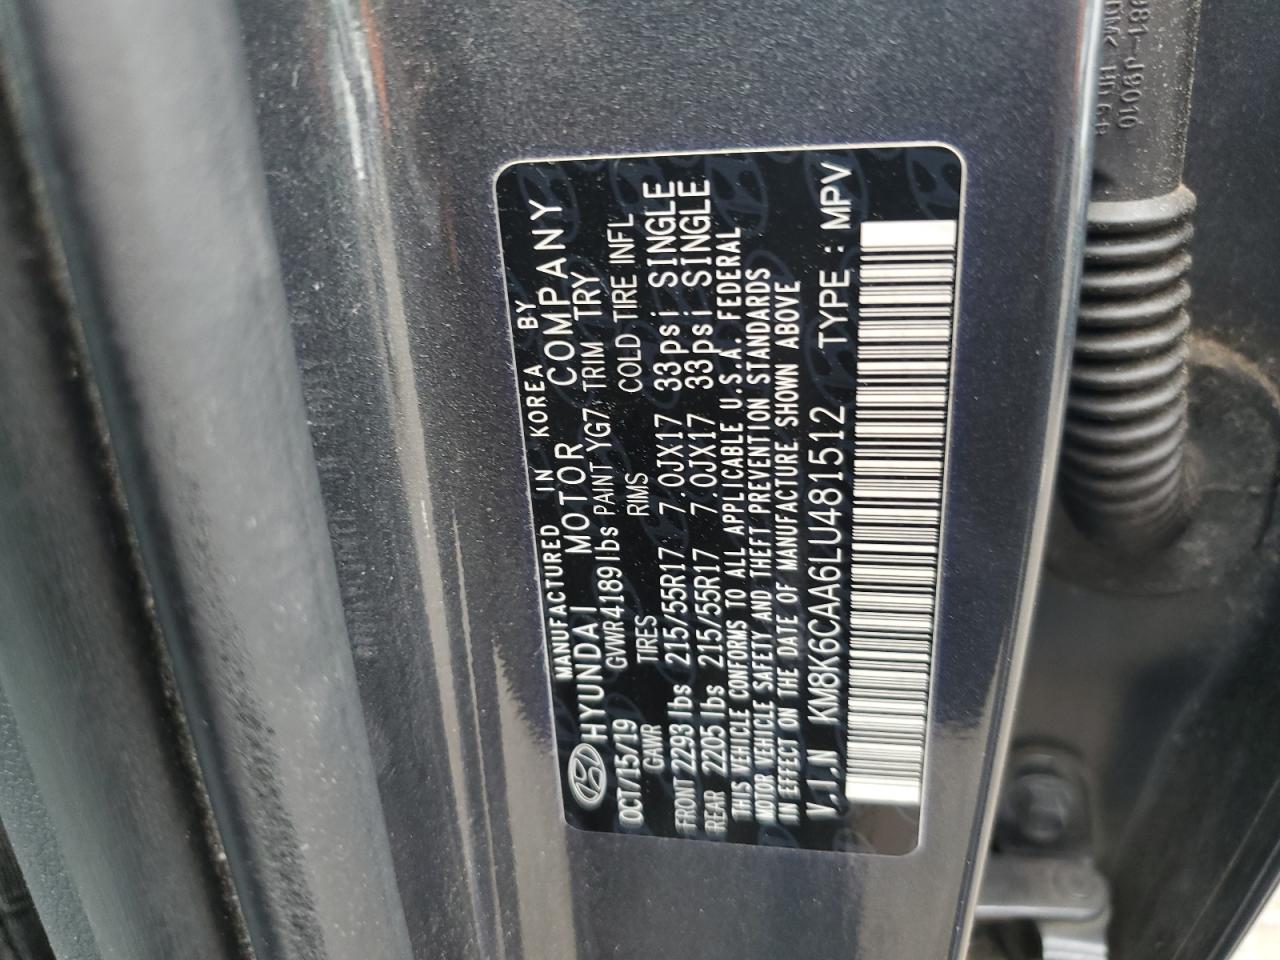 MANUFACTURED IN KOREA BY
HYUNDAI MOTOR COMPANY
OCT/15/19 GVWR 4189lbs PAINT YG7 TRIM TRY
GAWR TIRES RIMS COLD TIRE INFL
FRONT 2293 lbs 215/55R17 7.0JX17 33psi SINGLE
REAR 2205 lbs 215/55R17 7.0JX17 33psi SINGLE
THIS VEHICLE CONFORMS TO ALL APPLICABLE U.S.A. FEDERAL
MOTOR VEHICLE SAFETY AND THEFT PREVENTION STANDARDS
IN EFFECT ON THE DATE OF MANUFACTURE SHOWN ABOVE
V.I.N KM8K6CAA6LU481512 TYPE : MPV
981-J9010